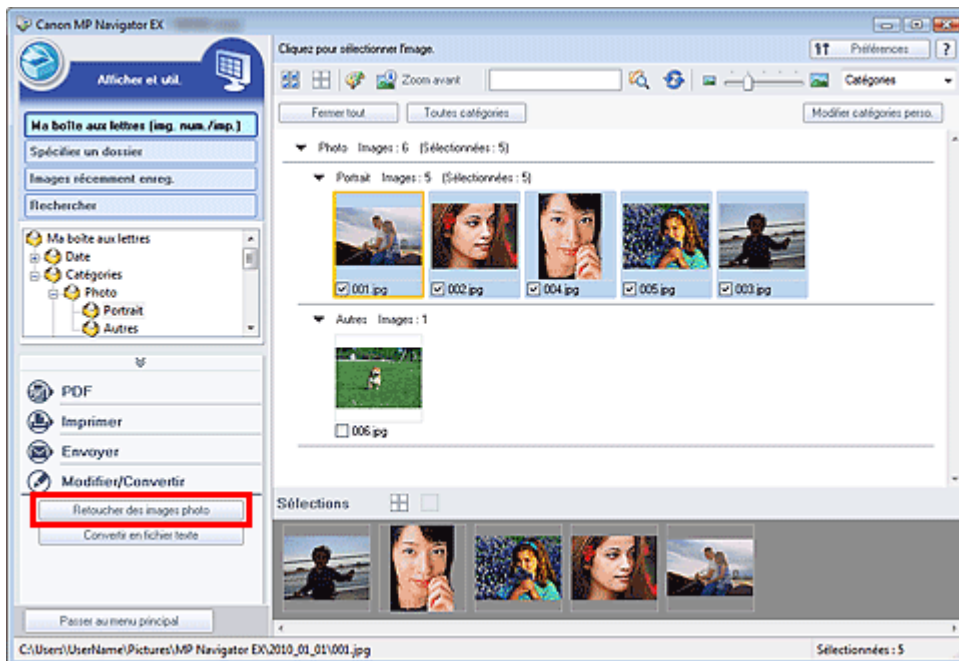 Canon MP Navigator EX
Afficher et util.
Ma boîte aux lettres (img. num./imp.)
Spécifier un dossier
Images récemment enreg.
Rechercher
Ma boîte aux lettres
Date
Catégories
Photo
Portrait
Autres
PDF
Imprimer
Envoyer
Modifier/Convertir
Retoucher des images photo
Convertir en fichier texte
Passer au menu principal
Cliquez pour sélectionner l'image.
Préférences
?
Zoom avant
Catégories
Fermer tout
Toutes catégories
Modifier catégories perso.
Photo Images : 6 (Sélectionnées : 5)
Portrait Images : 5 (Sélectionnées : 5)
001.jpg
002.jpg
004.jpg
005.jpg
003.jpg
Autres Images : 1
006.jpg
Sélections
C:\Users\UserName\Pictures\MP Navigator EX\2010_01_01\001.jpg
Sélectionnées : 5